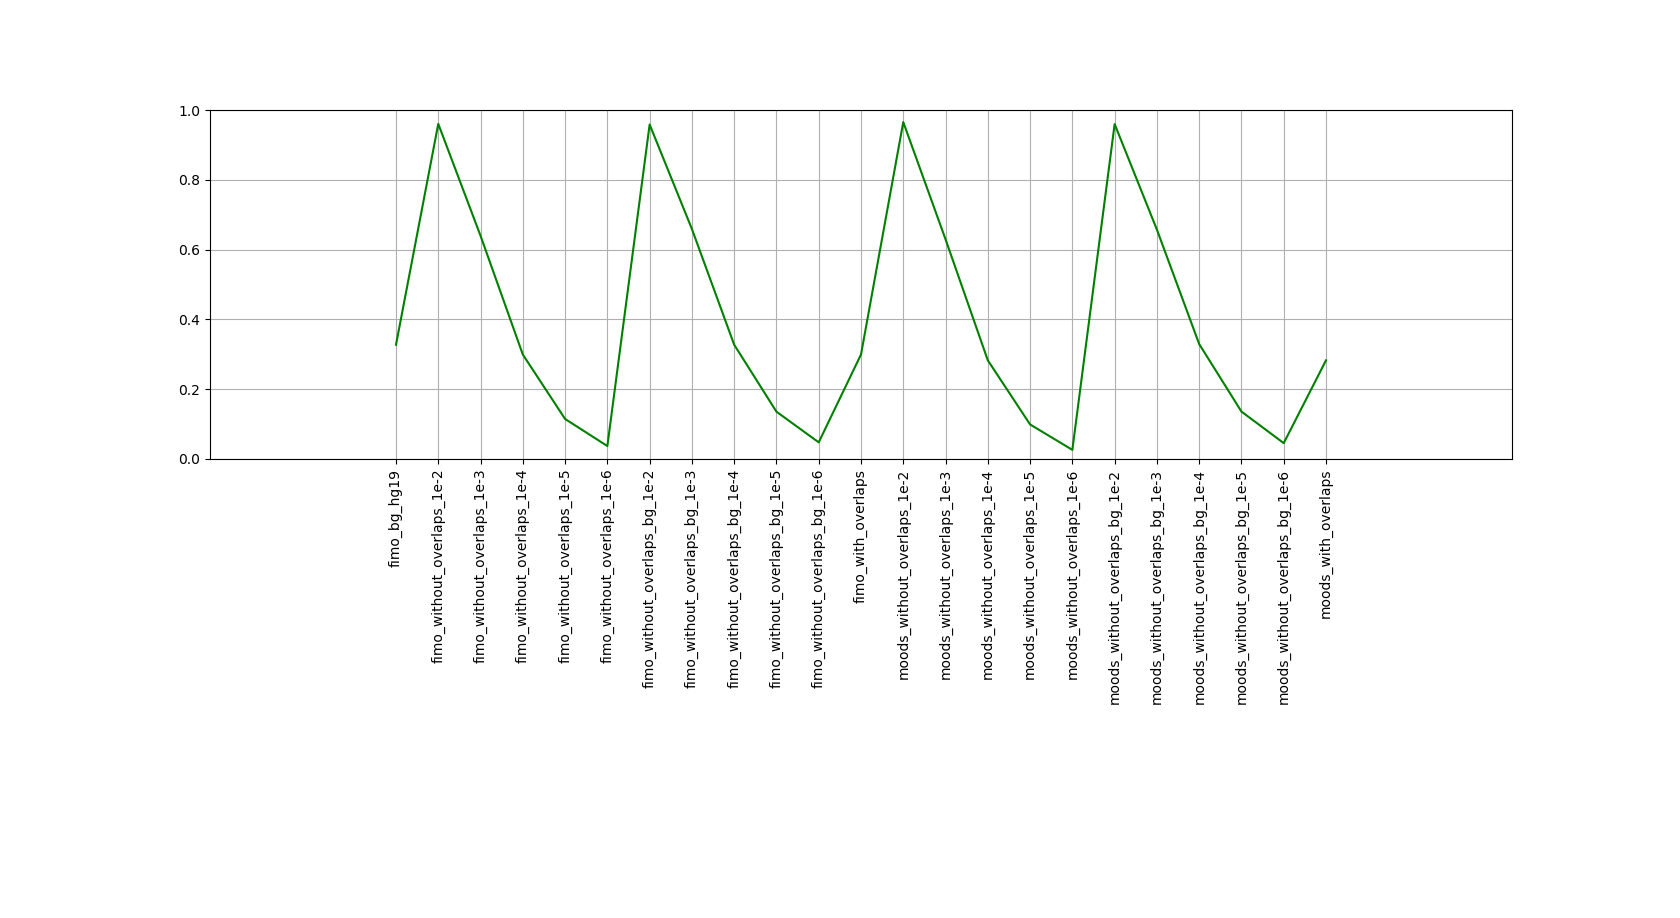 1.0
0.8
0.6
0.4
0.2
0.0
fimo_bg_hg19
fimo_without_overlaps_1e-2
fimo_without_overlaps_1e-3
fimo_without_overlaps_1e-4
fimo_without_overlaps_1e-5
fimo_without_overlaps_1e-6
fimo_without_overlaps_bg_1e-2
fimo_without_overlaps_bg_1e-3
fimo_without_overlaps_bg_1e-4
fimo_without_overlaps_bg_1e-5
fimo_without_overlaps_bg_1e-6
fimo_with_overlaps
moods_without_overlaps_1e-2
moods_without_overlaps_1e-3
moods_without_overlaps_1e-4
moods_without_overlaps_1e-5
moods_without_overlaps_1e-6
moods_without_overlaps_bg_1e-2
moods_without_overlaps_bg_1e-3
moods_without_overlaps_bg_1e-4
moods_without_overlaps_bg_1e-5
moods_without_overlaps_bg_1e-6
moods_with_overlaps